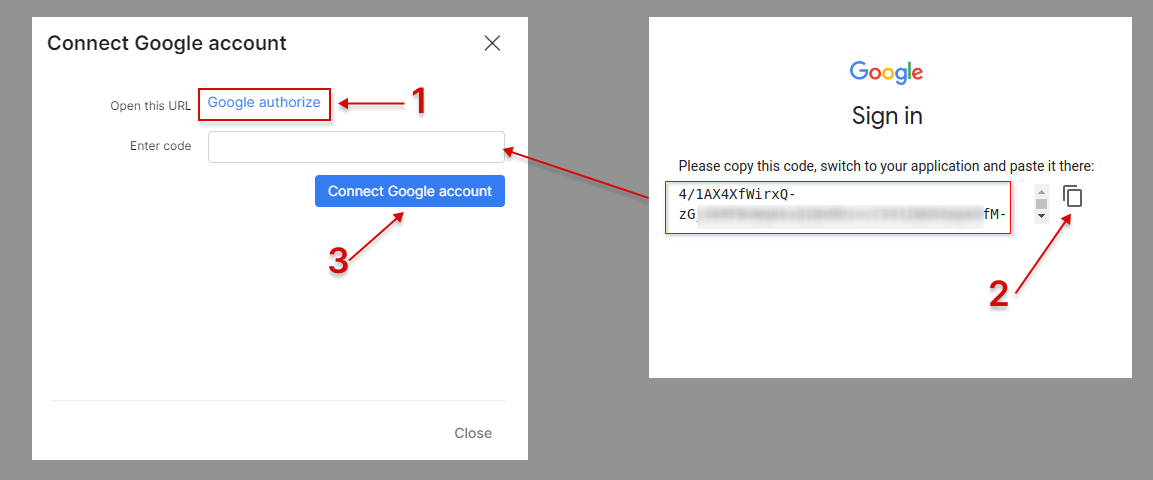 Connect Google account
Open this URL Google authorize
1
Enter code
Connect Google account
3
Close
Google
Sign in
Please copy this code, switch to your application and paste it there:
4/1AX4XfWirxQ-
zG fM-
2